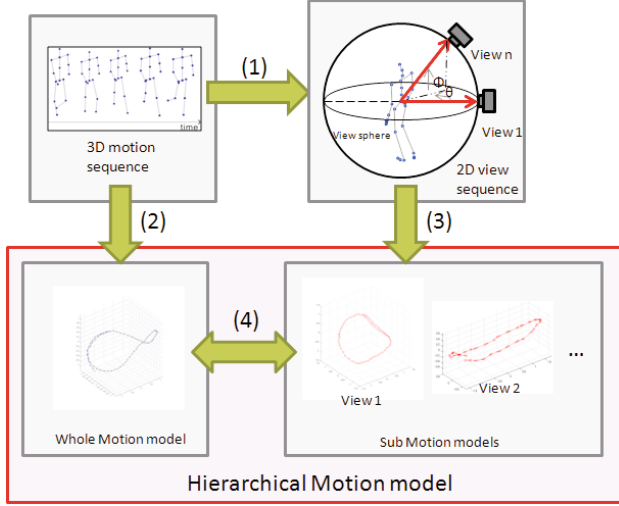 time
3D motion
sequence
(1)
View n
Φ
θ
View 1
View sphere
2D view
sequence
(2)
(3)
(4)
View 1
View 2
...
Whole Motion model
Sub Motion models
Hierarchical Motion model